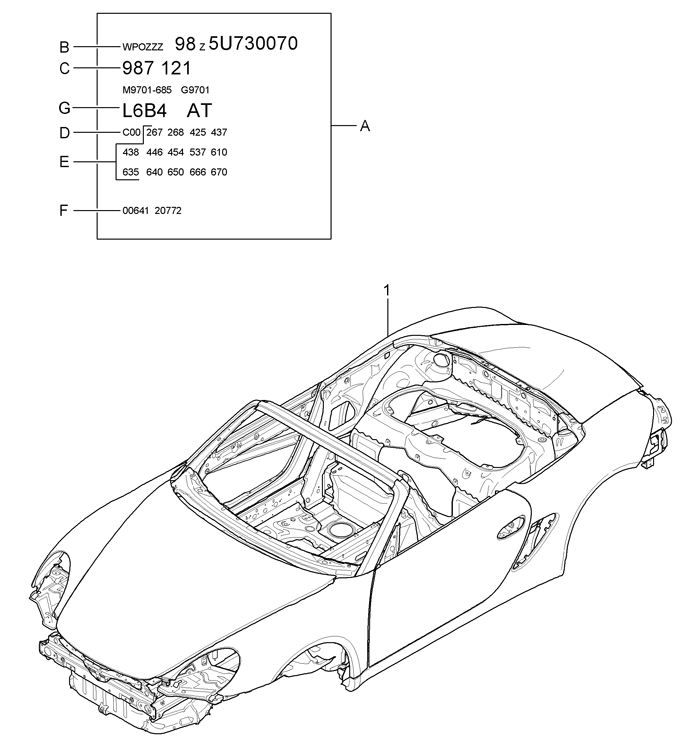 B WPOZZZ 98 Z 5U730070
C 987 121
M9701-685 G9701
G L6B4 AT
A
D C00 267 268 425 437
438 446 454 537 610
E
635 640 650 666 670
F 00641 20772
1